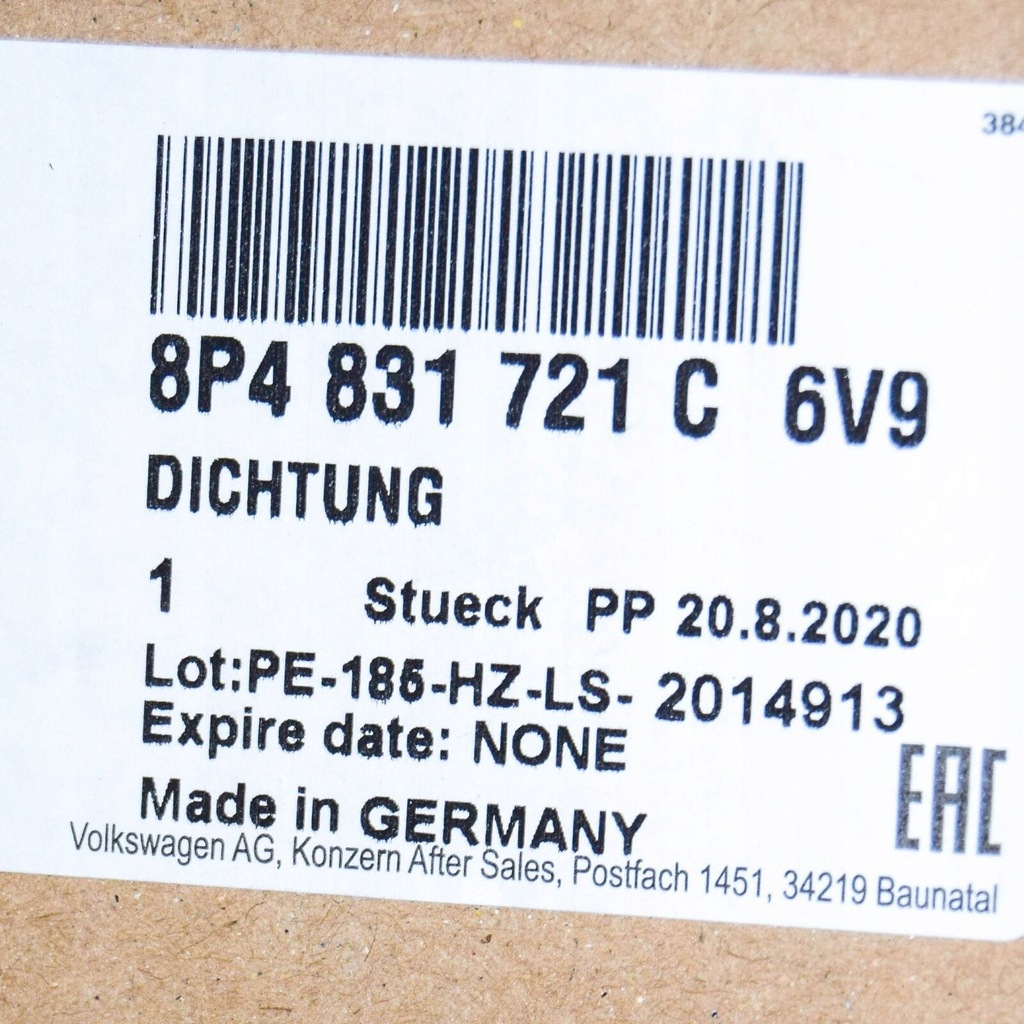 384
8P4 831 721 C 6V9
DICHTUNG
1 Stueck PP 20.8.2020
Lot:PE-185-HZ-LS- 2014913
Expire date: NONE
Made in GERMANY
EAC
Volkswagen AG, Konzern After Sales, Postfach 1451, 34219 Baunatal